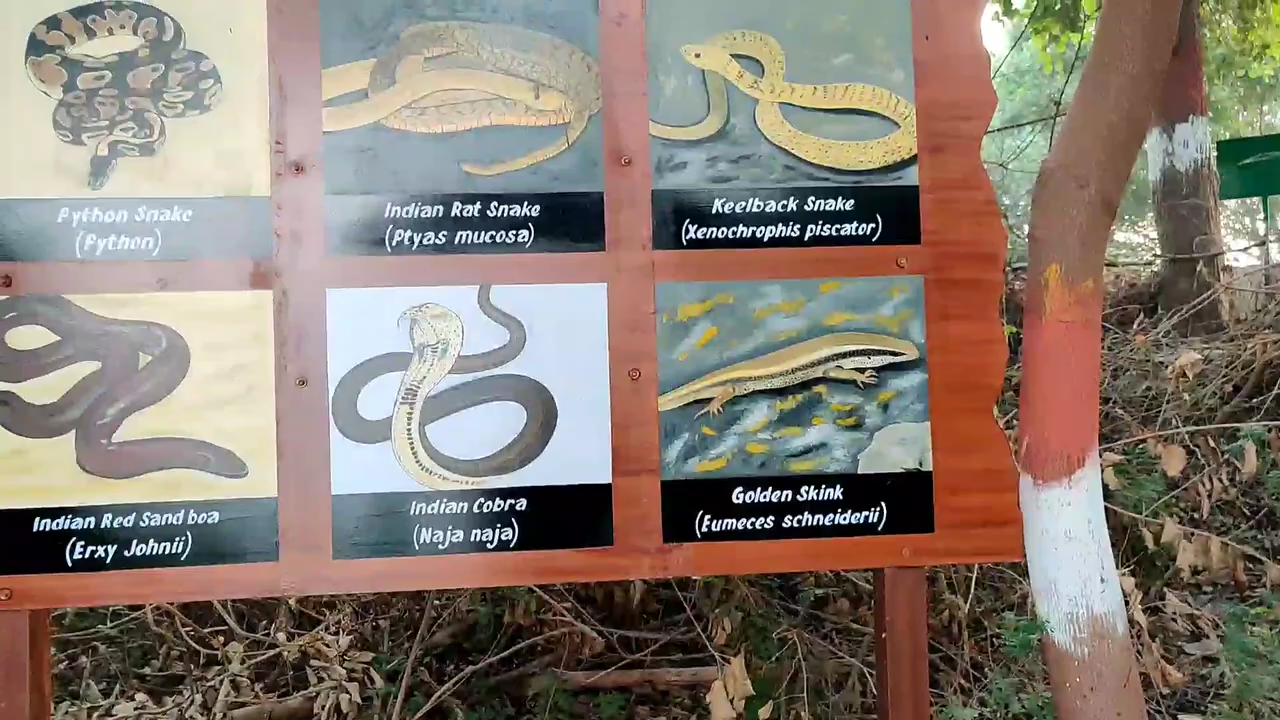 Python Snake
(Python)
Indian Rat Snake
(Ptyas mucosa)
Keelback Snake
(Xenochrophis piscator)
Indian Red Sand boa
(Erxy Johnii)
Indian Cobra
(Naja naja)
Golden Skink
(Eumeces schneiderii)